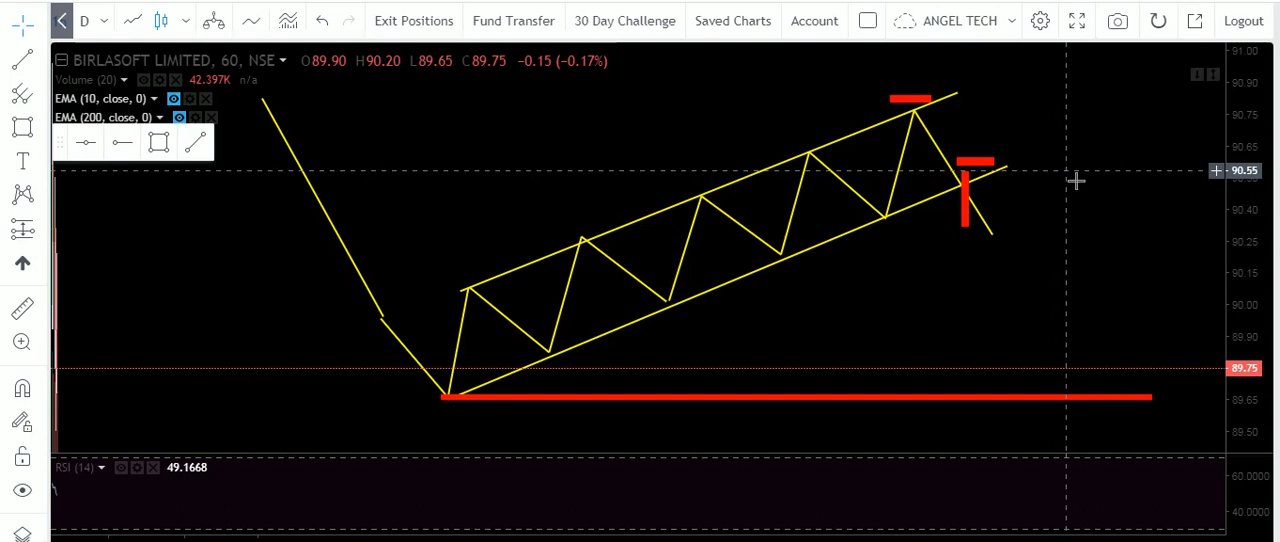 D Exit Positions Fund Transfer 30 Day Challenge Saved Charts Account ANGEL TECH Logout
BIRLASOFT LIMITED, 60, NSE O89.90 H90.20 L89.65 C89.75 −0.15 (−0.17%)
Volume (20) 42.397K n/a
EMA (10, close, 0)
EMA (200, close, 0)
T
91.00
90.90
90.75
90.65
90.55
90.40
90.25
90.15
90.00
89.90
89.75
89.65
89.50
RSI (14) 49.1668
60.0000
40.0000